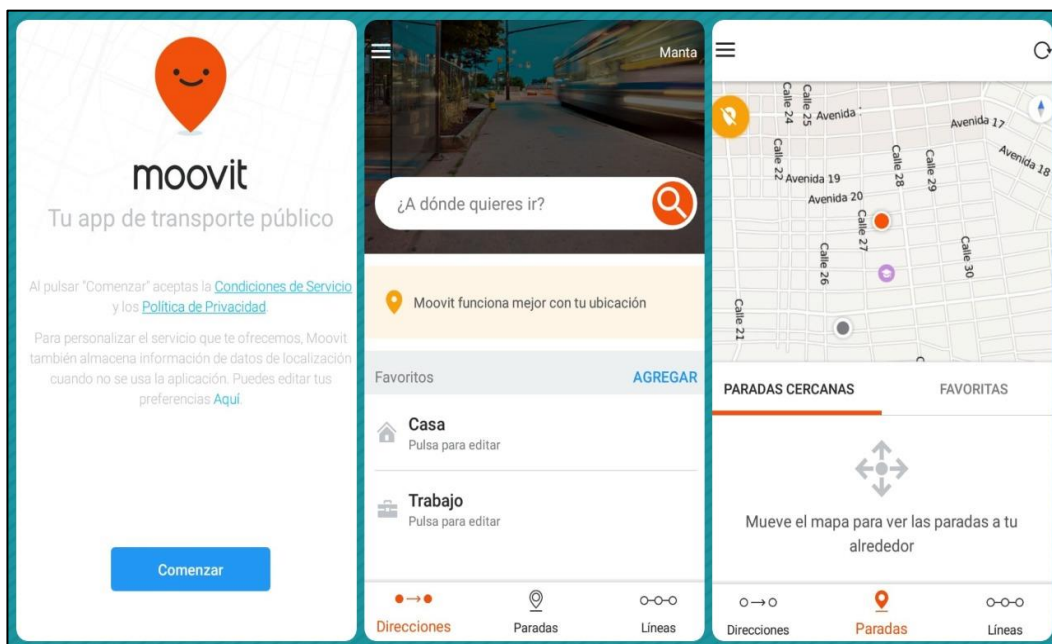 moovit
Tu app de transporte público
Al pulsar "Comenzar" aceptas la Condiciones de Servicio
y los Política de Privacidad.
Para personalizar el servicio que te ofrecemos, Moovit
también almacena información de datos de localización
cuando no se usa la aplicación. Puedes editar tus
preferencias Aquí.
Comenzar
Manta
¿A dónde quieres ir?
Moovit funciona mejor con tu ubicación
Favoritos
AGREGAR
Casa
Pulsa para editar
Trabajo
Pulsa para editar
Direcciones
Paradas
Líneas
Calle 24
Calle 25
Avenida
Avenida 17
Avenida 18
Calle 22
Avenida 19
Calle 28
Calle 29
Avenida 20
Calle 27
Calle 26
Calle 30
Calle 21
PARADAS CERCANAS
FAVORITAS
Mueve el mapa para ver las paradas a tu
alrededor
Direcciones
Paradas
Líneas